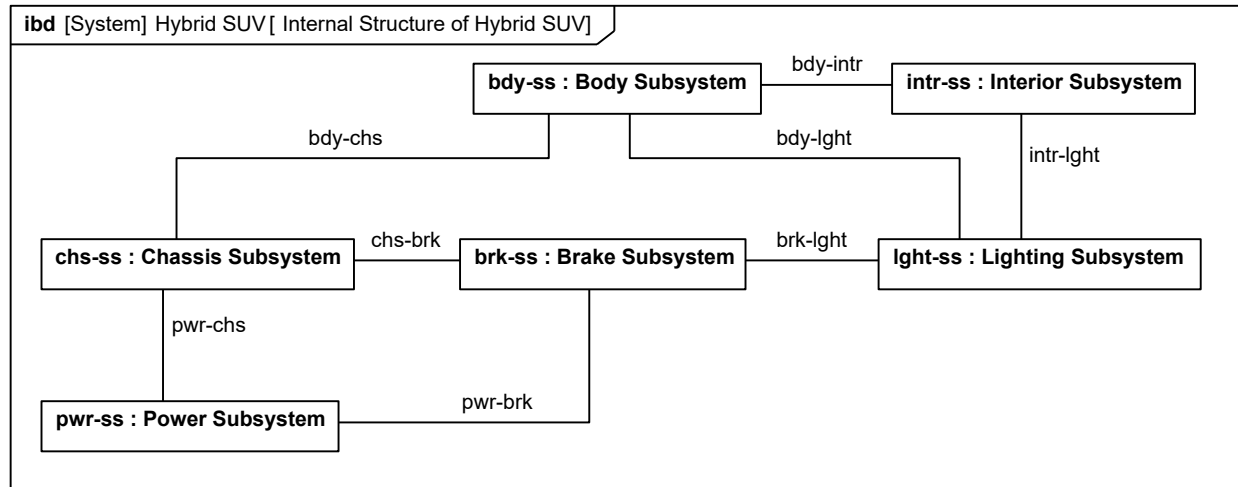 ibd [System] Hybrid SUV[ Internal Structure of Hybrid SUV]
bdy-ss : Body Subsystem
bdy-intr
intr-ss : Interior Subsystem
bdy-chs
bdy-lght
intr-lght
chs-ss : Chassis Subsystem
chs-brk
brk-ss : Brake Subsystem
brk-lght
lght-ss : Lighting Subsystem
pwr-chs
pwr-ss : Power Subsystem
pwr-brk